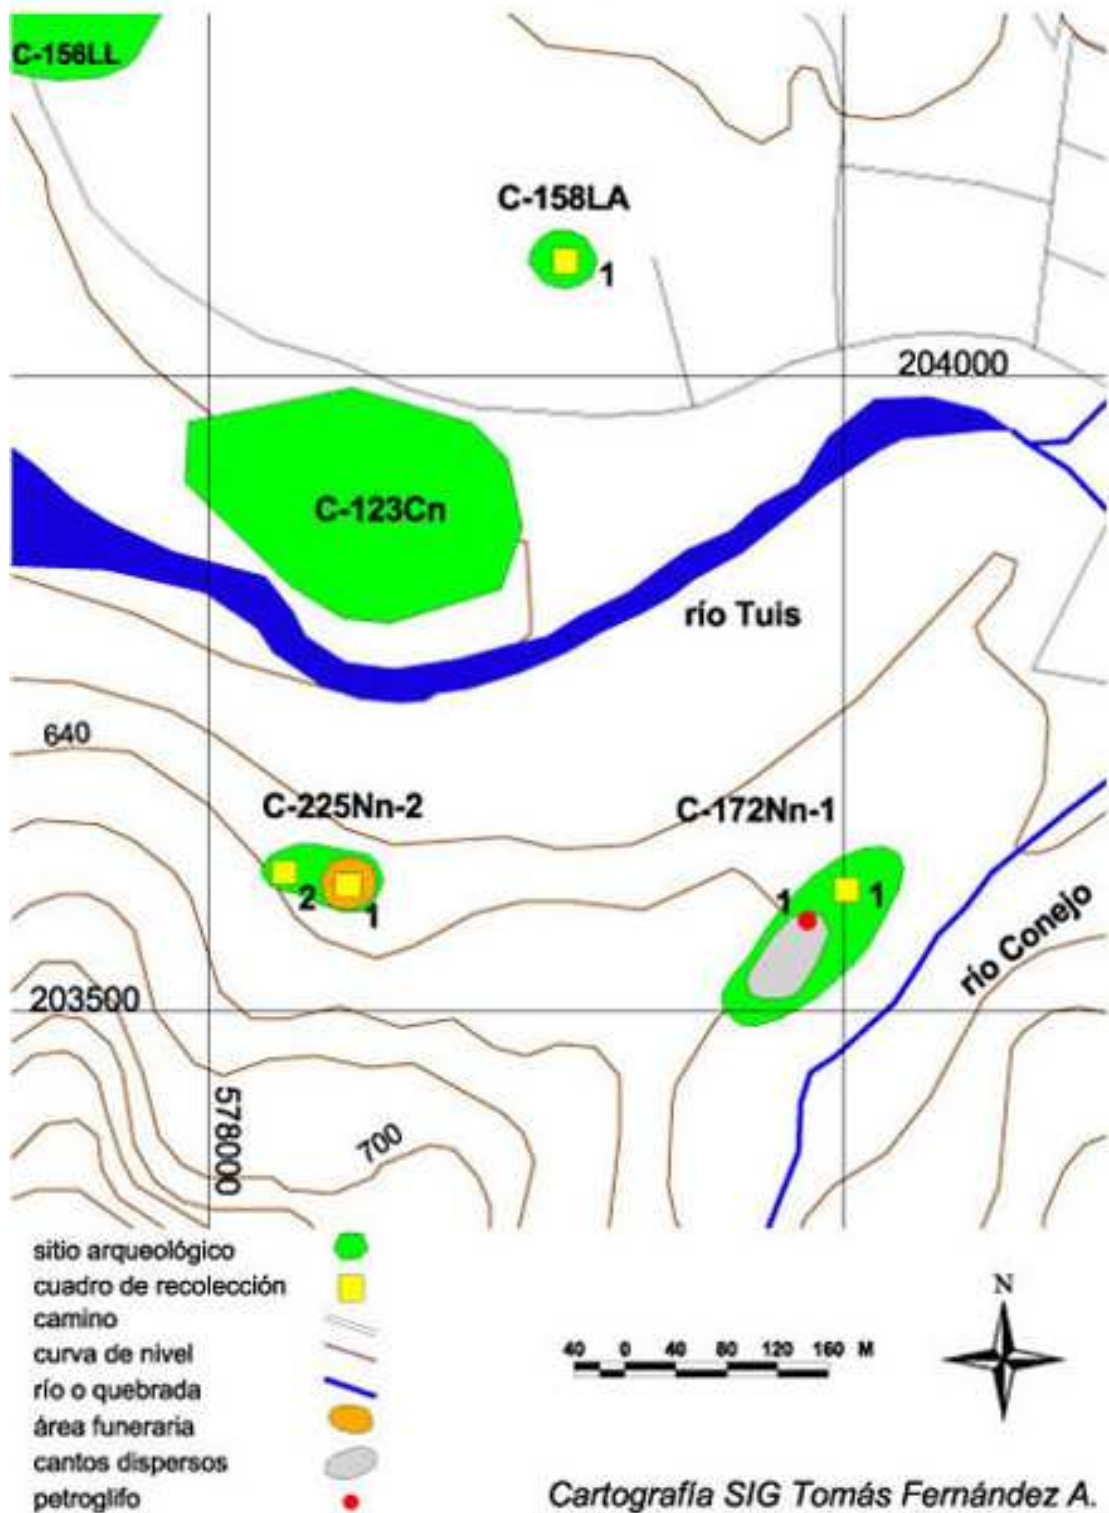 C-156LL
C-158LA
1
204000
C-123Cn
río Tuis
640
C-225Nn-2
C-172Nn-1
2
1
1
1
río Conejo
203500
578000
700
sitio arqueológico
cuadro de recolección
camino
curva de nivel
río o quebrada
área funeraria
cantos dispersos
petroglifo
40 0 40 80 120 160 M
N
Cartografía SIG Tomás Fernández A.